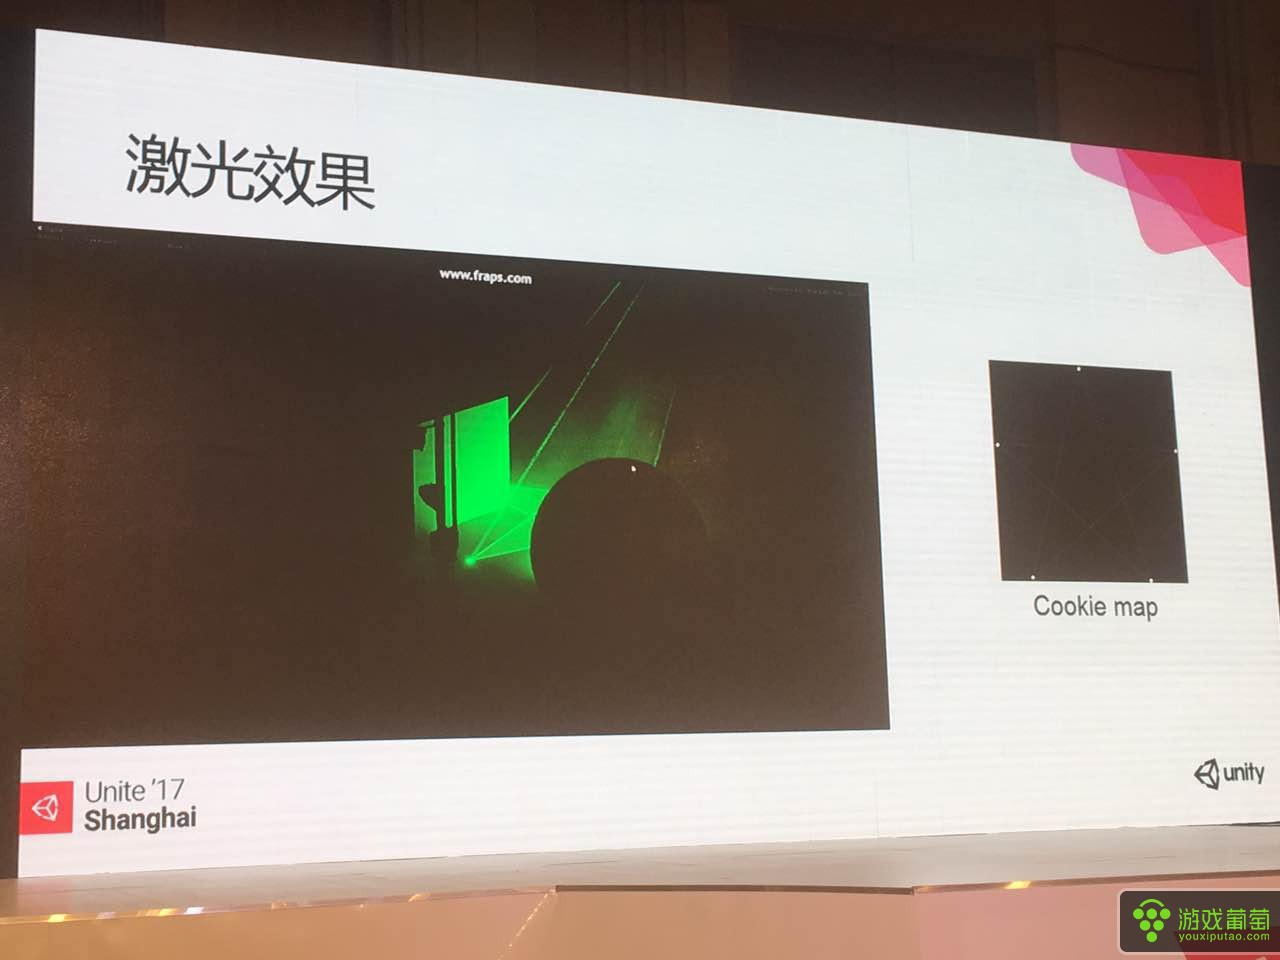 激光效果
www.fraps.com
Cookie map
Unite '17
Shanghai
unity
游戏葡萄
youxiputao.com